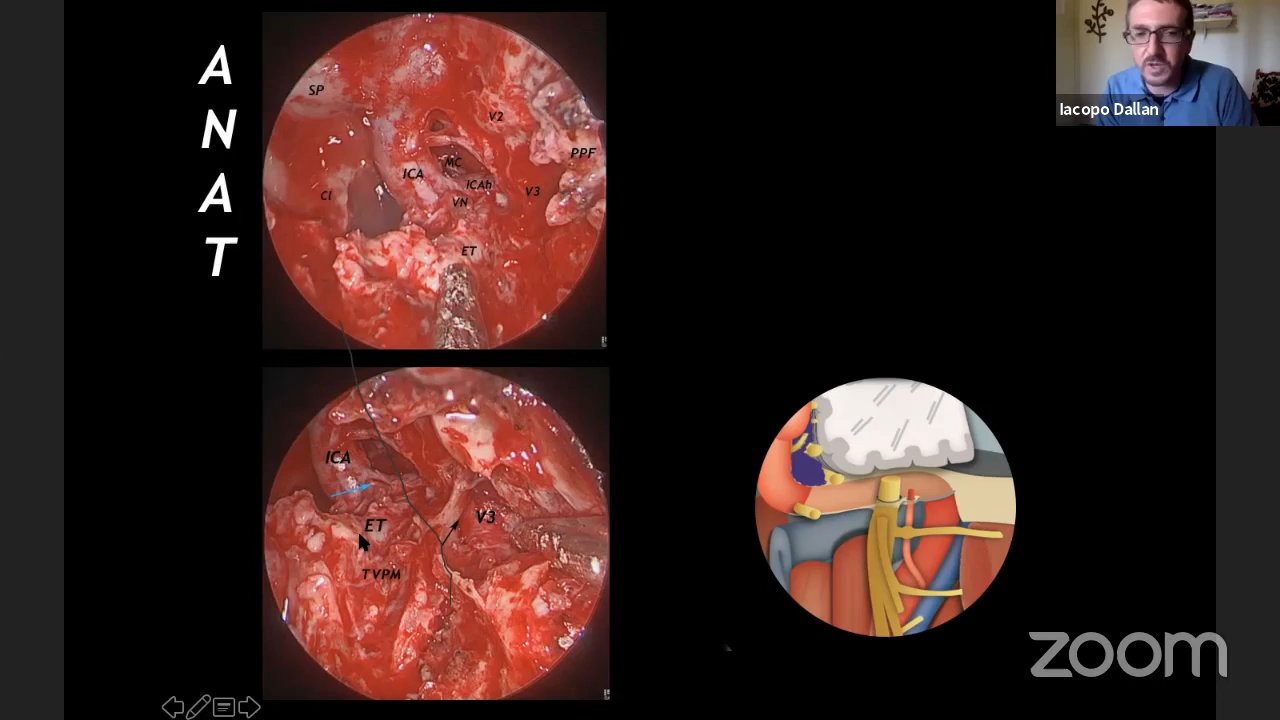 A
N
A
T
SP
V2
PPF
MC
ICA
ICAh
V3
CI
VN
ET
ICA
V3
ET
TVPM
Iacopo Dallan
zoom